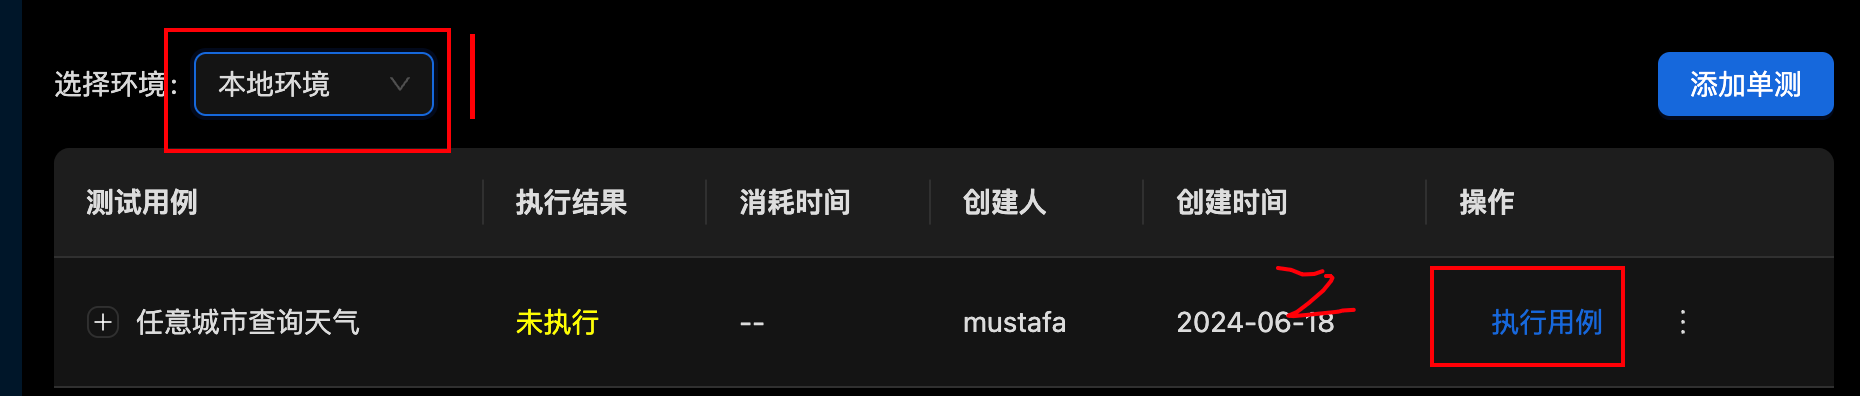 选择环境: 本地环境 添加单测
测试用例 执行结果 消耗时间 创建人 创建时间 操作
任意城市查询天气 未执行 -- mustafa 2024-06-18 执行用例
1
2